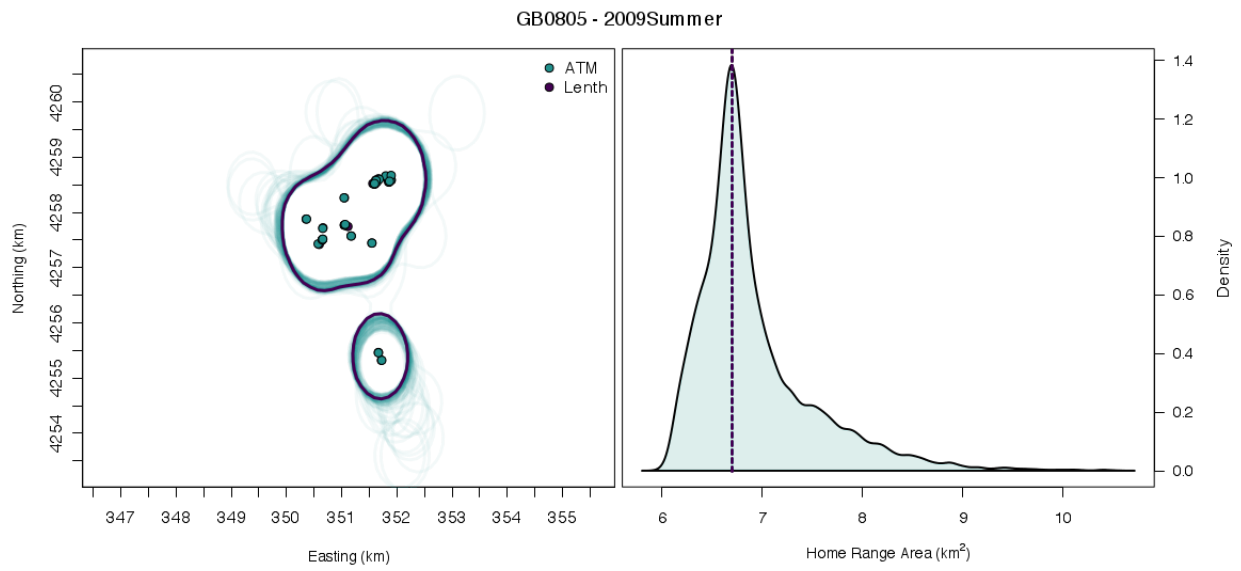 GB0805 - 2009Summer
ATM
Lenth
Northing (km)
4260
4259
4258
4257
4256
4255
4254
347 348 349 350 351 352 353 354 355
Easting (km)
1.4
1.2
1.0
0.8
0.6
0.4
0.2
0.0
Density
6 7 8 9 10
Home Range Area (km²)